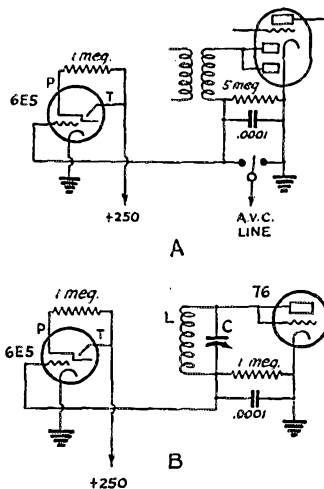 1 meg.
P
T
6E5
5 meg
.0001
+250
A.V.C.
LINE
A
1 meg.
P
T
6E5
76
L
C
1 meg.
.0001
+250
B